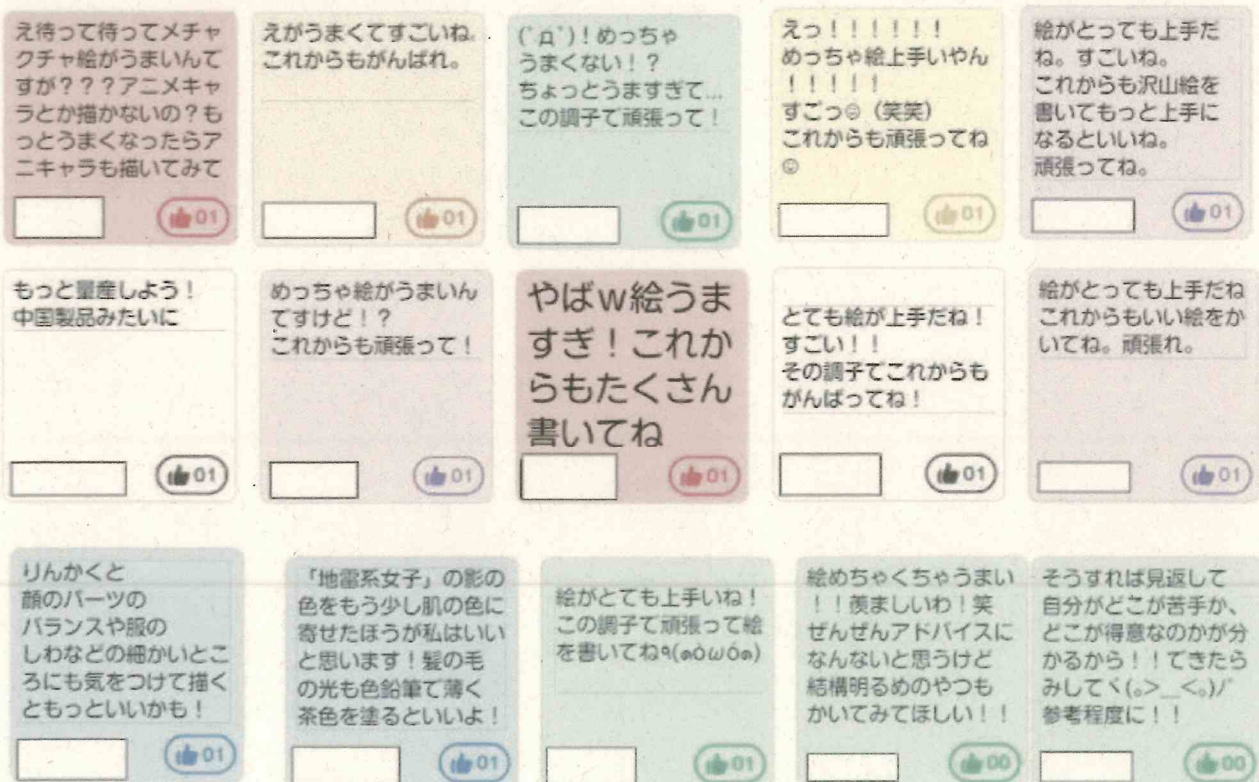 え待って待ってメチャ
クチャ絵がうまいんで
すが？？？アニメキャ
ラとか描かないの？も
っとうまくなったらア
ニキャラも描いてみて
01
えがうまくてすごいね。
これからもがんばれ。
01
(ﾟдﾟ)！めっちゃ
うまくない！？
ちょっとうますぎて…
この調子で頑張って！
01
えっ！！！！！！
めっちゃ絵上手いやん
！！！！！
すごっ☺（笑笑）
これからも頑張ってね
☺
01
絵がとっても上手だ
ね。すごいね。
これからも沢山絵を
書いてもっと上手に
なるといいね。
頑張ってね。
01
もっと量産しよう！
中国製品みたいに
01
めっちゃ絵がうまいん
ですけど！？
これからも頑張って！
01
やばｗ絵うま
すぎ！これか
らもたくさん
書いてね
01
とても絵が上手だね！
すごい！！
その調子でこれからも
がんばってね！
01
絵がとっても上手だね
これからもいい絵をか
いてね。頑張れ。
01
りんかくと
顔のパーツの
バランスや服の
しわなどの細かいとこ
ろにも気をつけて描く
ともっといいかも！
01
「地雷系女子」の影の
色をもう少し肌の色に
寄せたほうが私はいい
と思います！髪の毛
の光も色鉛筆で薄く
茶色を塗るといいよ！
01
絵がとても上手いね！
この調子で頑張って絵
を書いてね٩(๑òωó๑)
01
絵めちゃくちゃうまい
！！羨ましいわ！笑
ぜんぜんアドバイスに
なんないと思うけど
結構明るめのやつも
かいてみてほしい！！
00
そうすれば見返して
自分がどこが苦手か、
どこが得意なのかが分
かるから！！できたら
みしてヾ(｡>﹏<｡)ﾉﾞ
参考程度に！！
00